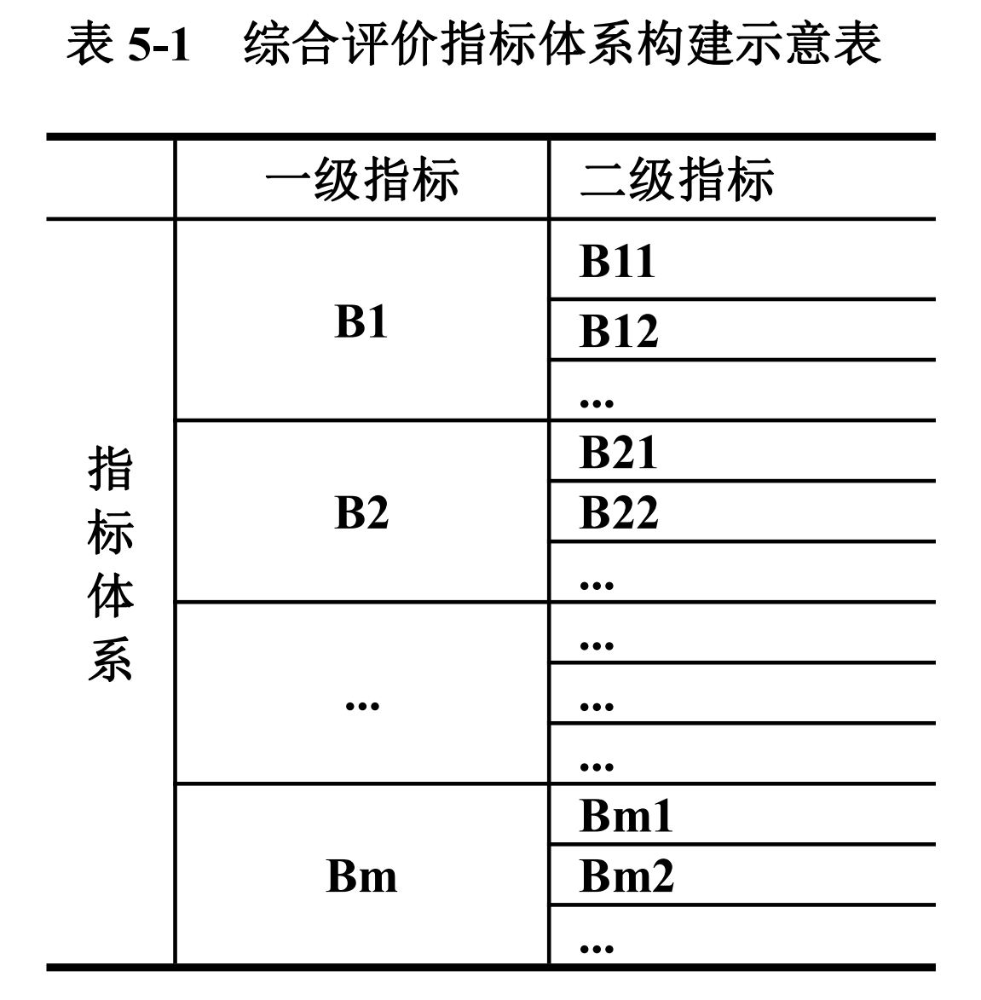 表 5-1 综合评价指标体系构建示意表
一级指标 二级指标
指标体系
B1
B11
B12
...
B2
B21
B22
...
...
...
...
...
Bm
Bm1
Bm2
...